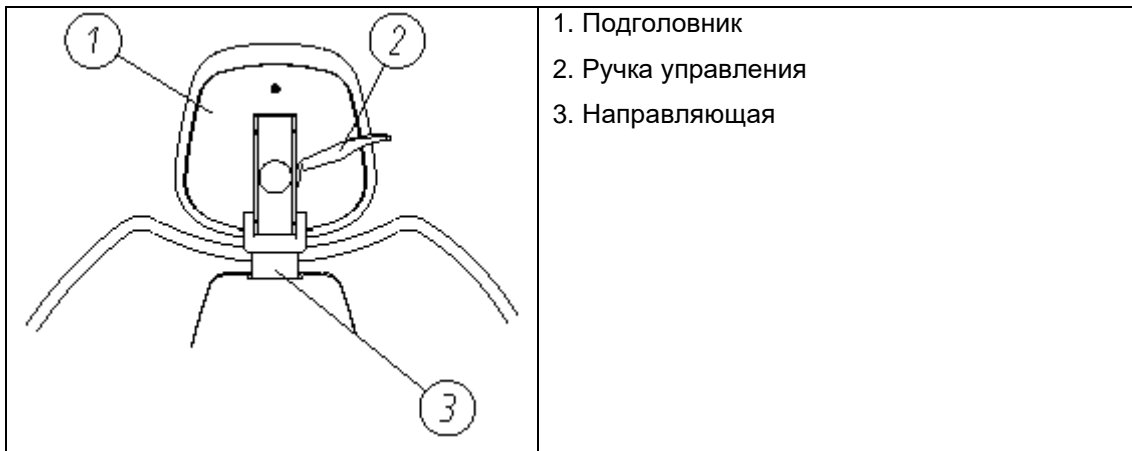 1
2
3
1. Подголовник
2. Ручка управления
3. Направляющая